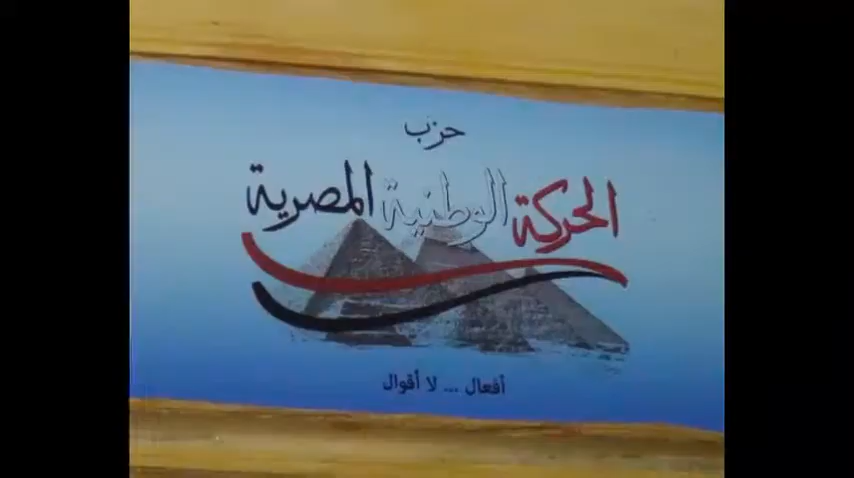 حزب
الحركة الوطنية المصرية
أفعال ... لا أقوال